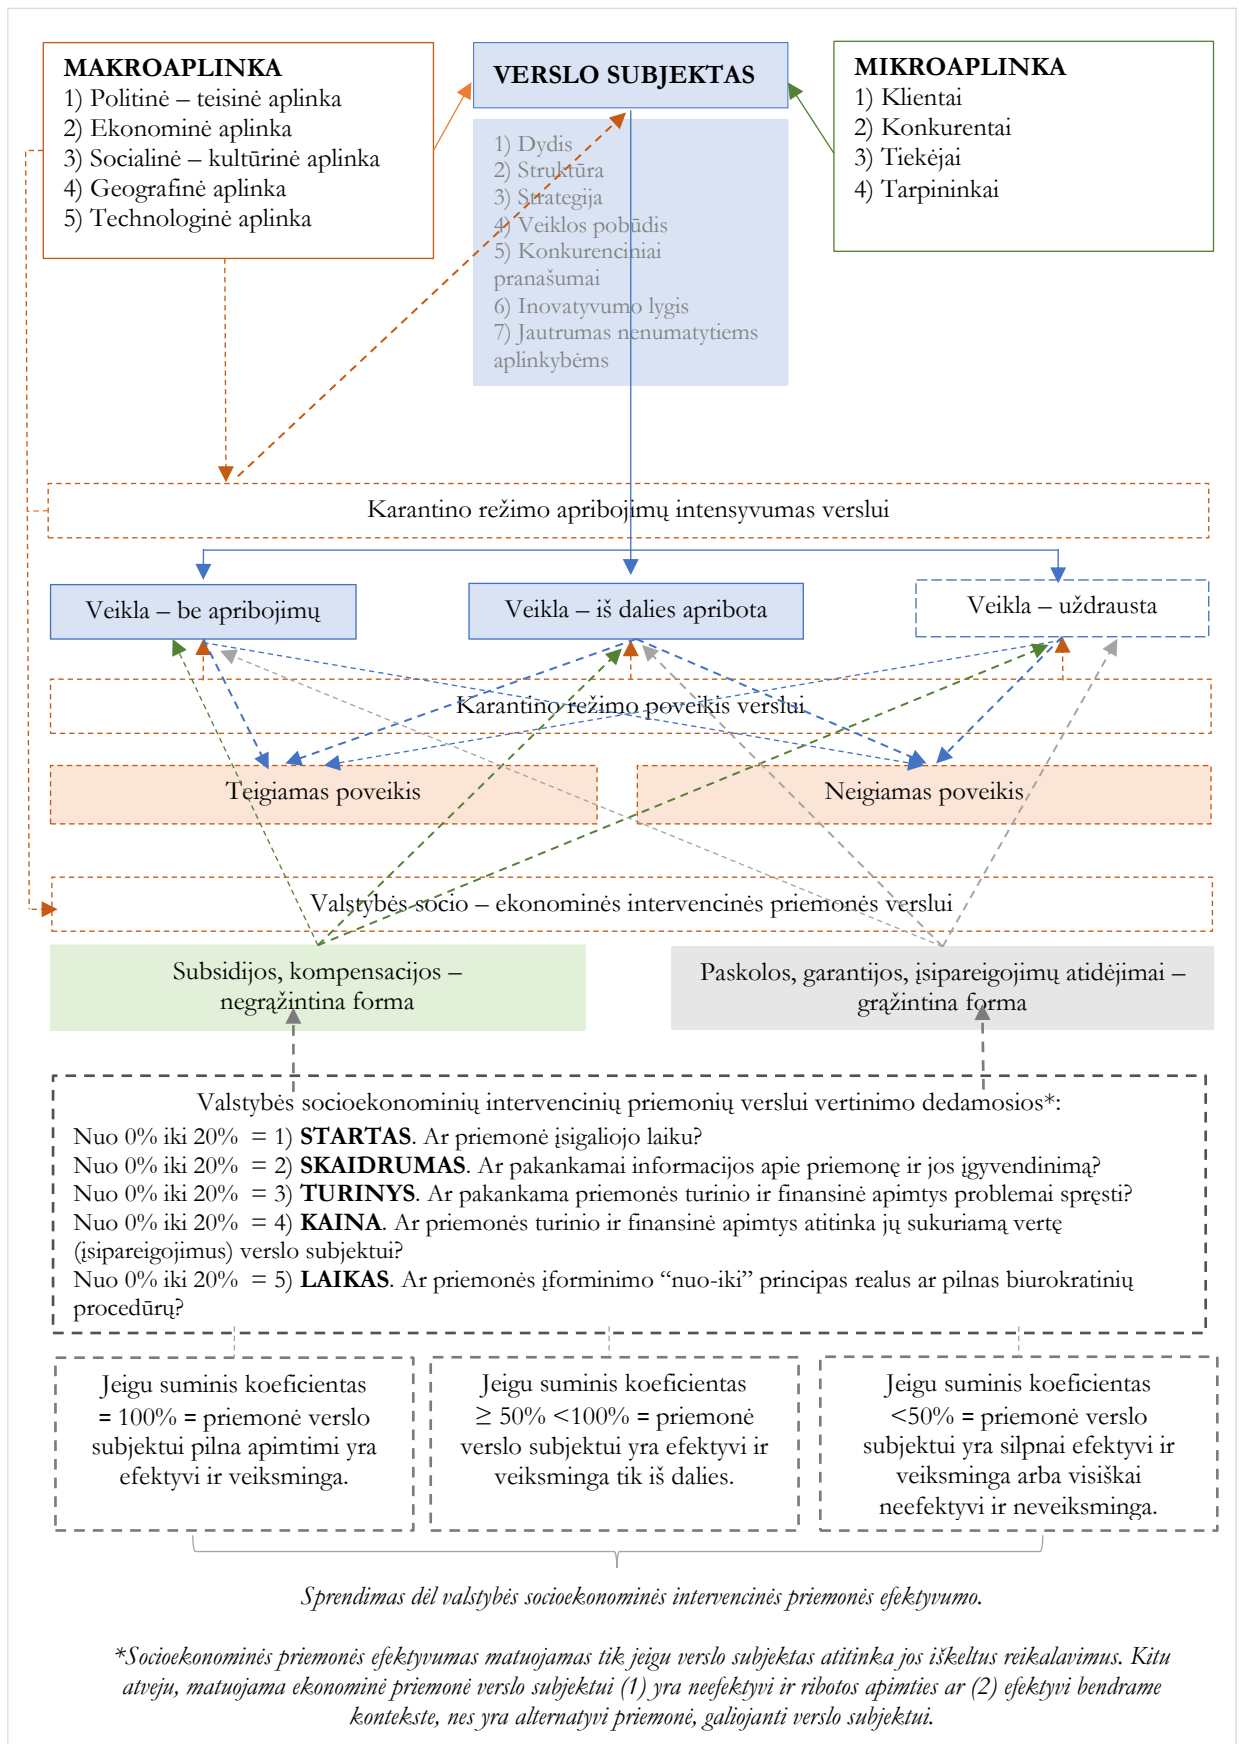 MAKROAPLINKA
1) Politinė – teisinė aplinka
2) Ekonominė aplinka
3) Socialinė – kultūrinė aplinka
4) Geografinė aplinka
5) Technologinė aplinka
VERSLO SUBJEKTAS
1) Dydis
2) Struktūra
3) Strategija
4) Veiklos pobūdis
5) Konkurenciniai
pranašumai
6) Inovatyvumo lygis
7) Jautrumas nenumatytiems
aplinkybėms
MIKROAPLINKA
1) Klientai
2) Konkurentai
3) Tiekėjai
4) Tarpininkai
Karantino režimo apribojimų intensyvumas verslui
Veikla – be apribojimų
Veikla – iš dalies apribota
Veikla – uždrausta
Karantino režimo poveikis verslui
Teigiamas poveikis
Neigiamas poveikis
Valstybės socio – ekonominės intervencinės priemonės verslui
Subsidijos, kompensacijos –
negrąžintina forma
Paskolos, garantijos, įsipareigojimų atidėjimai –
grąžintina forma
Valstybės socioekonominių intervencinių priemonių verslui vertinimo dedamosios*:
Nuo 0% iki 20% = 1) STARTAS. Ar priemonė įsigaliojo laiku?
Nuo 0% iki 20% = 2) SKAIDRUMAS. Ar pakankamai informacijos apie priemonę ir jos įgyvendinimą?
Nuo 0% iki 20% = 3) TURINYS. Ar pakankama priemonės turinio ir finansinė apimtys problemai spręsti?
Nuo 0% iki 20% = 4) KAINA. Ar priemonės turinio ir finansinė apimtys atitinka jų sukuriamą vertę
(įsipareigojimus) verslo subjektui?
Nuo 0% iki 20% = 5) LAIKAS. Ar priemonės įforminimo “nuo-iki” principas realus ar pilnas biurokratinių
procedūrų?
Jeigu suminis koeficientas
= 100% = priemonė verslo
subjektui pilna apimtimi yra
efektyvi ir veiksminga.
Jeigu suminis koeficientas
≥ 50% <100% = priemonė
verslo subjektui yra efektyvi ir
veiksminga tik iš dalies.
Jeigu suminis koeficientas
<50% = priemonė verslo
subjektui yra silpnai efektyvi ir
veiksminga arba visiškai
neefektyvi ir neveiksminga.
Sprendimas dėl valstybės socioekonominės intervencinės priemonės efektyvumo.
*Socioekonominės priemonės efektyvumas matuojamas tik jeigu verslo subjektas atitinka jos iškeltus reikalavimus. Kitu
atveju, matuojama ekonominė priemonė verslo subjektui (1) yra neefektyvi ir ribotos apimties ar (2) efektyvi bendrame
kontekste, nes yra alternatyvi priemonė, galiojanti verslo subjektui.